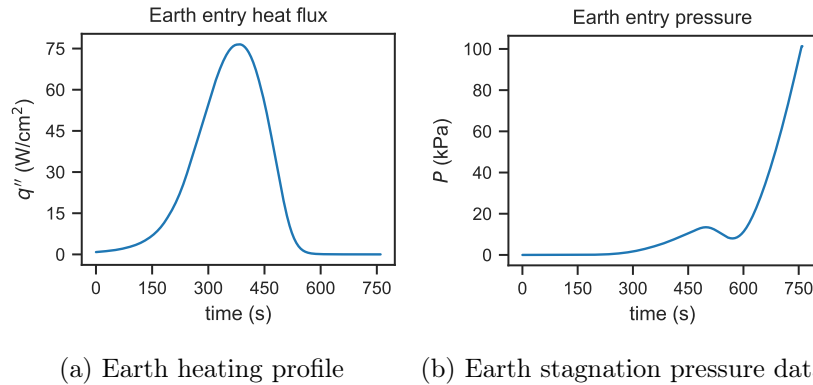 Earth entry heat flux
q″ (W/cm²)
75
60
45
30
15
0
0 150 300 450 600 750
time (s)
(a) Earth heating profile
Earth entry pressure
P (kPa)
100
80
60
40
20
0
0 150 300 450 600 750
time (s)
(b) Earth stagnation pressure dat